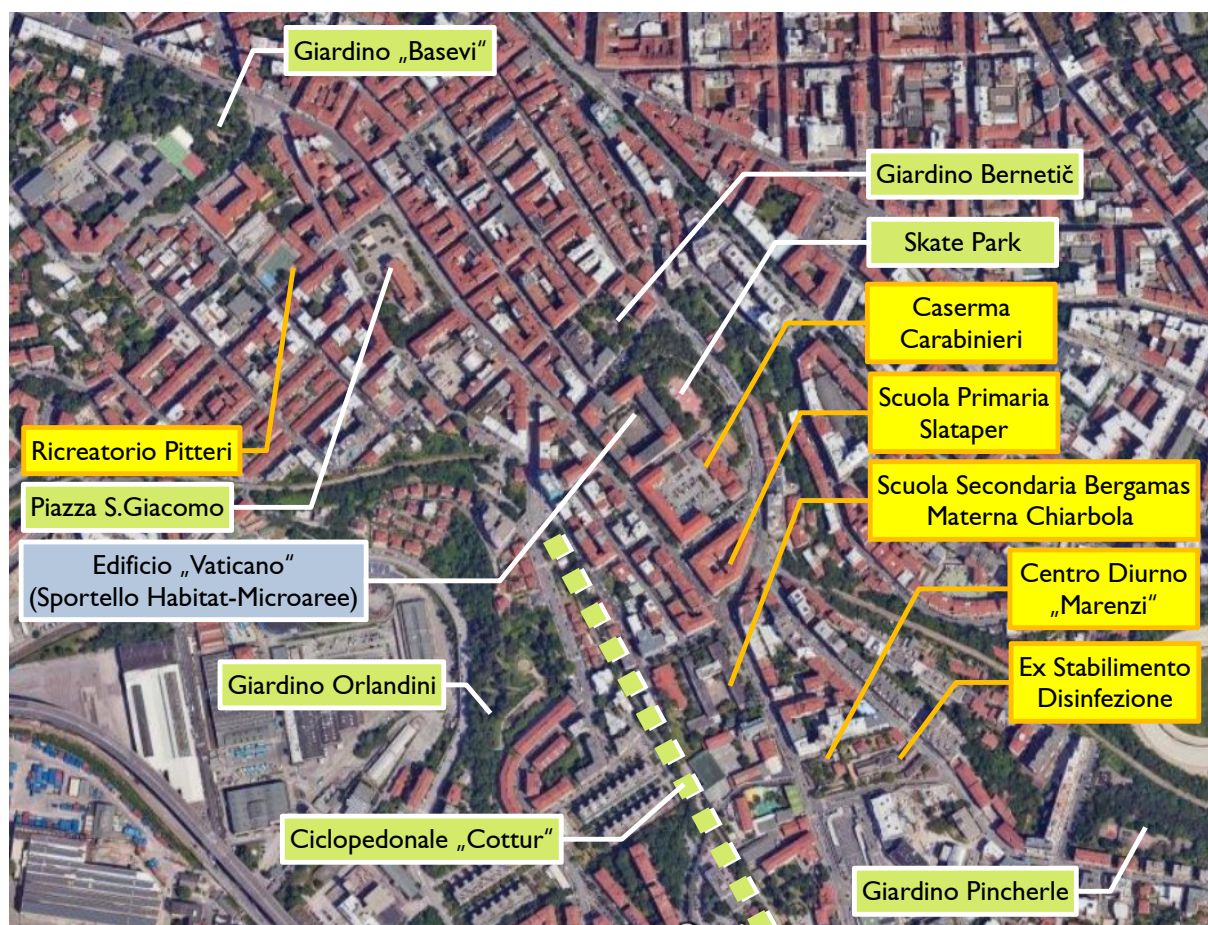 Giardino „Basevi“
Giardino Bernetič
Skate Park
Caserma
Carabinieri
Scuola Primaria
Slataper
Ricreatorio Pitteri
Scuola Secondaria Bergamas
Materna Chiarbola
Piazza S.Giacomo
Edificio „Vaticano“
(Sportello Habitat-Microaree)
Centro Diurno
„Marenzi“
Giardino Orlandini
Ex Stabilimento
Disinfezione
Ciclopedonale „Cottur“
Giardino Pincherle